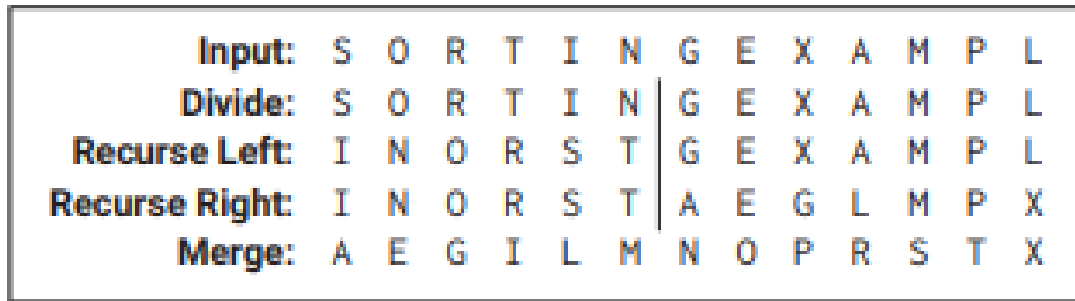 Input: S O R T I N G E X A M P L
Divide: S O R T I N G E X A M P L
Recurse Left: I N O R S T G E X A M P L
Recurse Right: I N O R S T A E G L M P X
Merge: A E G I L M N O P R S T X